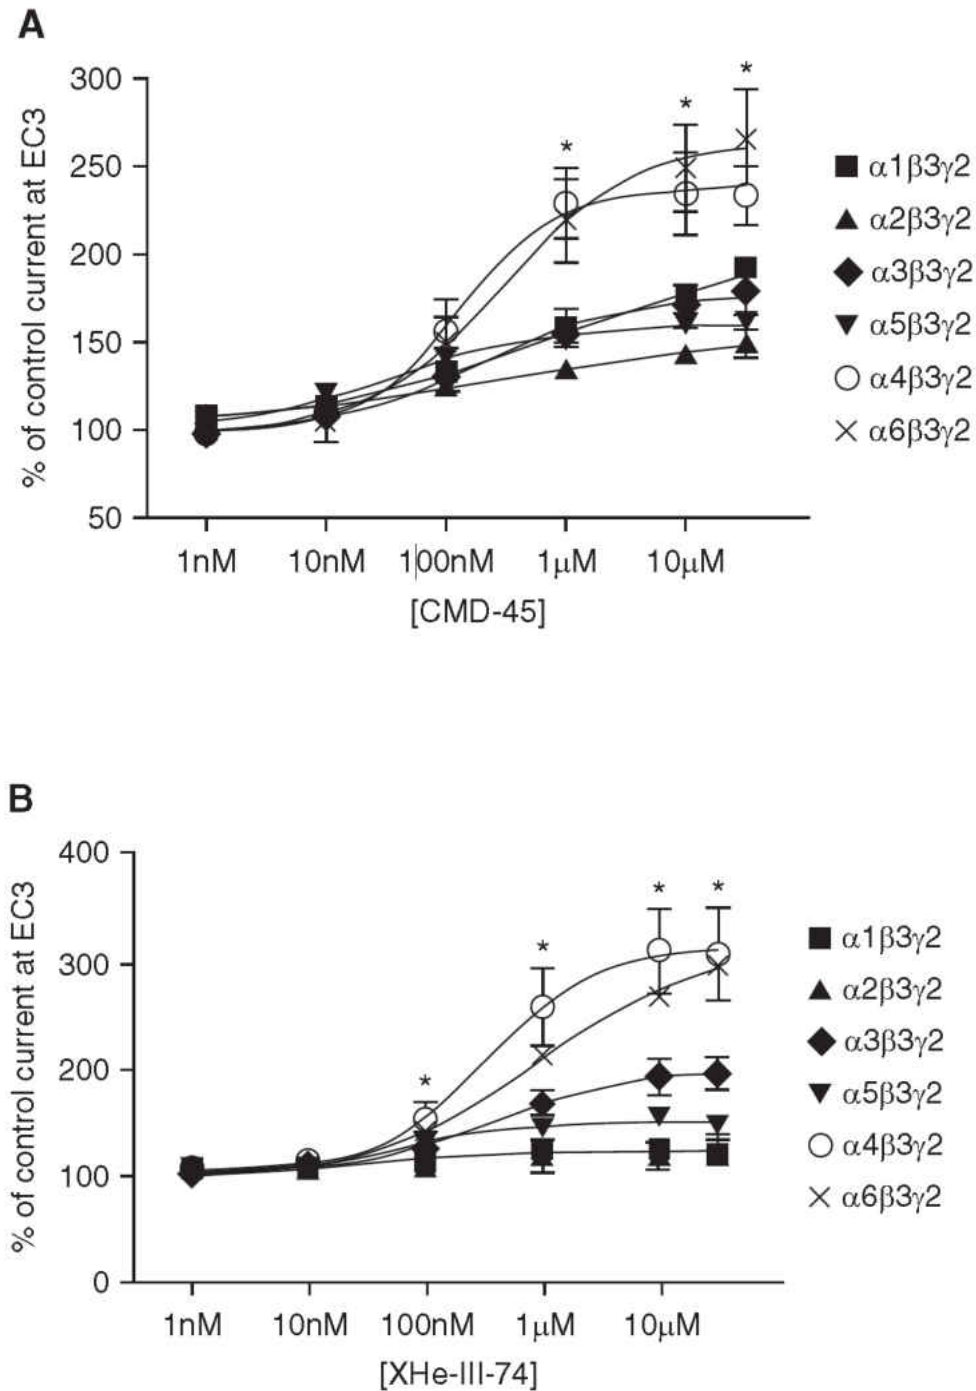 A
% of control current at EC3
300
250
200
150
100
50
* * *
1nM 10nM 100nM 1μM 10μM
[CMD-45]
α1β3γ2
α2β3γ2
α3β3γ2
α5β3γ2
α4β3γ2
α6β3γ2
B
% of control current at EC3
400
300
200
100
0
* * * *
1nM 10nM 100nM 1μM 10μM
[XHe-III-74]
α1β3γ2
α2β3γ2
α3β3γ2
α5β3γ2
α4β3γ2
α6β3γ2